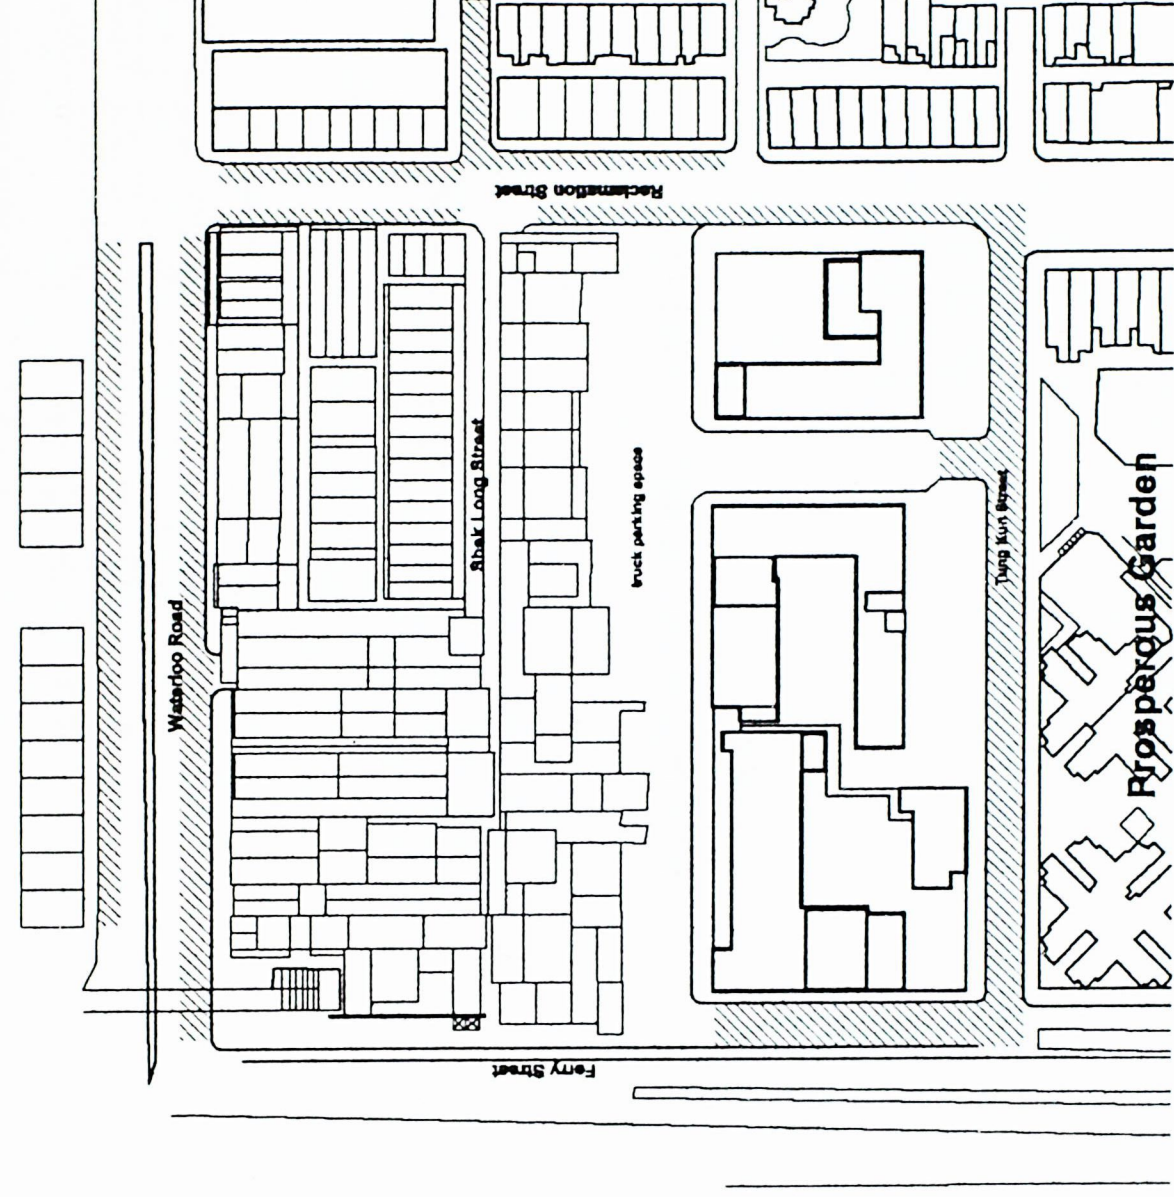 Reclamation Street
Shek Long Street
truck parking space
Tung Kun Street
Prosperous Garden
Waterloo Road
Ferry Street